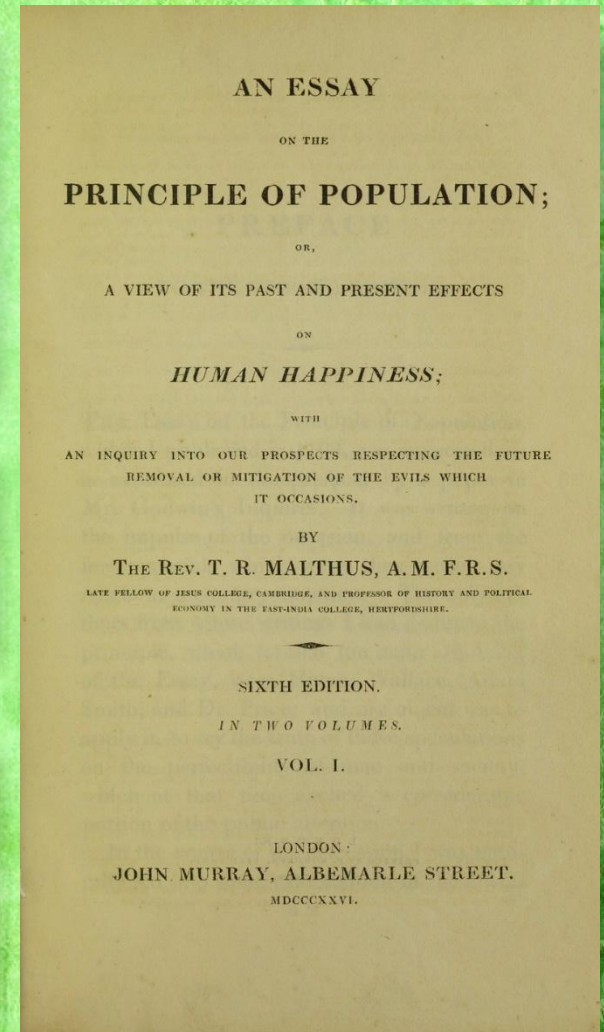 AN ESSAY
ON THE
PRINCIPLE OF POPULATION;
OR,
A VIEW OF ITS PAST AND PRESENT EFFECTS
ON
HUMAN HAPPINESS;
WITH
AN INQUIRY INTO OUR PROSPECTS RESPECTING THE FUTURE
REMOVAL OR MITIGATION OF THE EVILS WHICH
IT OCCASIONS.
BY
THE REV. T. R. MALTHUS, A.M. F.R.S.
LATE FELLOW OF JESUS COLLEGE, CAMBRIDGE, AND PROFESSOR OF HISTORY AND POLITICAL
ECONOMY IN THE EAST-INDIA COLLEGE, HERTFORDSHIRE.
SIXTH EDITION.
IN TWO VOLUMES.
VOL. I.
LONDON:
JOHN MURRAY, ALBEMARLE STREET.
MDCCCXXVI.